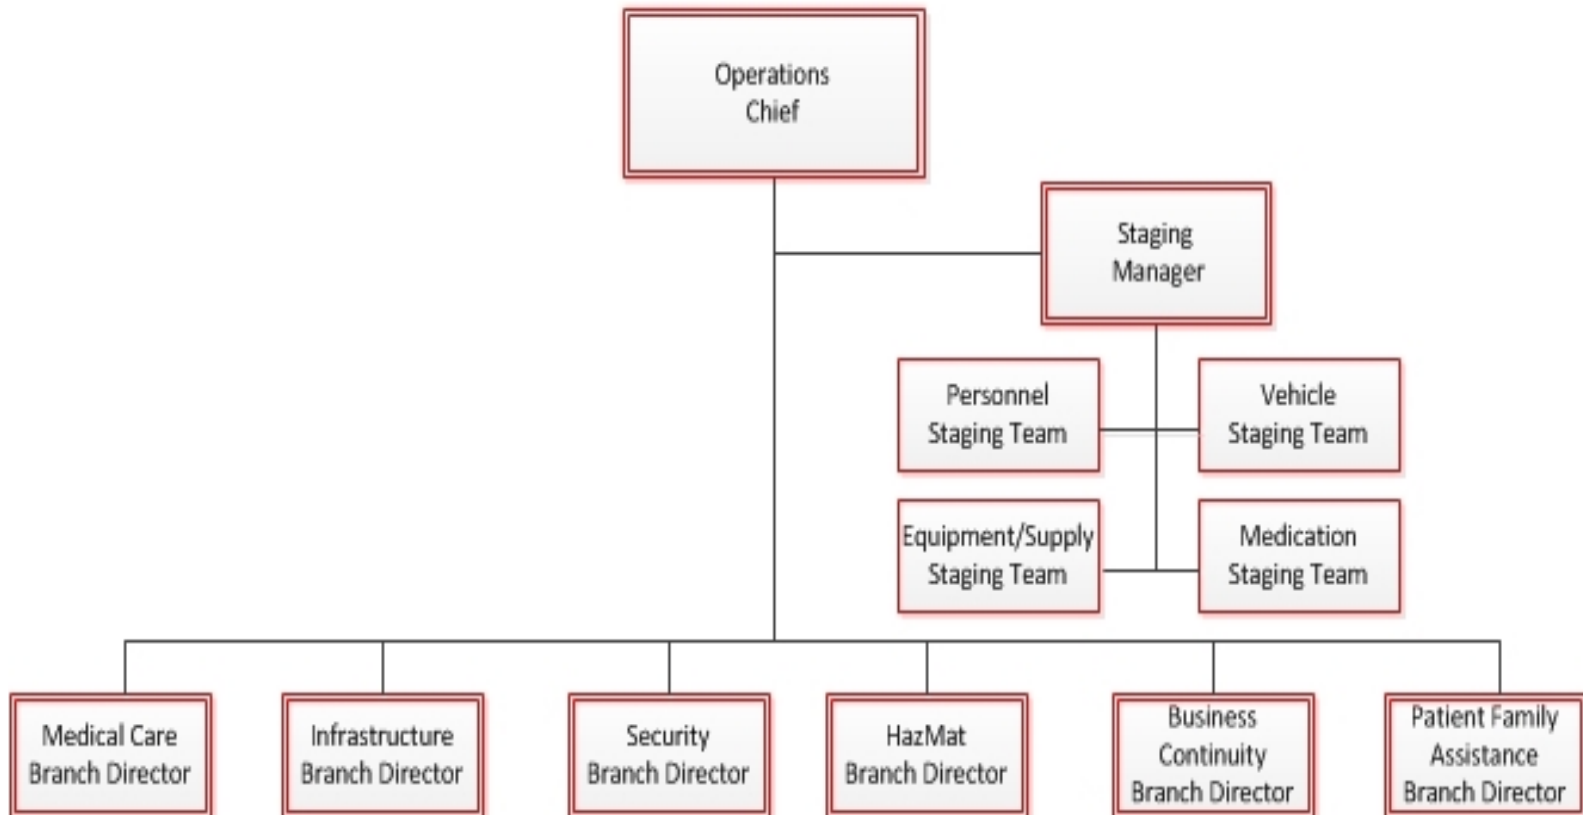 Operations
Chief
Staging
Manager
Personnel
Staging Team
Vehicle
Staging Team
Equipment/Supply
Staging Team
Medication
Staging Team
Medical Care
Branch Director
Infrastructure
Branch Director
Security
Branch Director
HazMat
Branch Director
Business
Continuity
Branch Director
Patient Family
Assistance
Branch Director